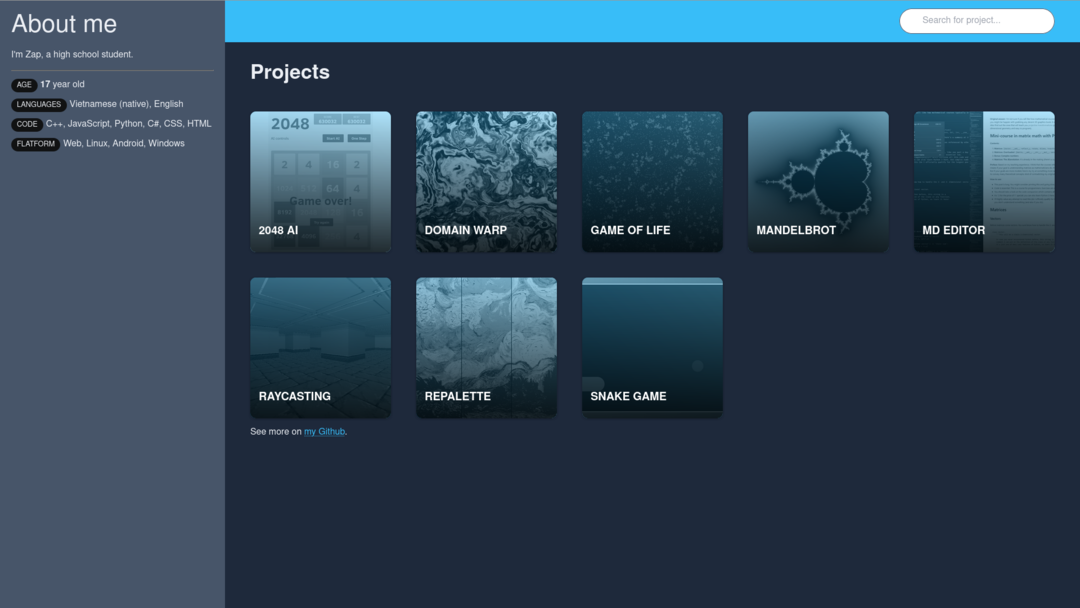 About me
I'm Zap, a high school student.
AGE 17 year old
LANGUAGES Vietnamese (native), English
CODE C++, JavaScript, Python, C#, CSS, HTML
FLATFORM Web, Linux, Android, Windows
Search for project...
Projects
2048
2 4 16 2
64 4
Game over!
2048 AI
DOMAIN WARP
GAME OF LIFE
MANDELBROT
MD EDITOR
RAYCASTING
REPALETTE
SNAKE GAME
See more on my Github.